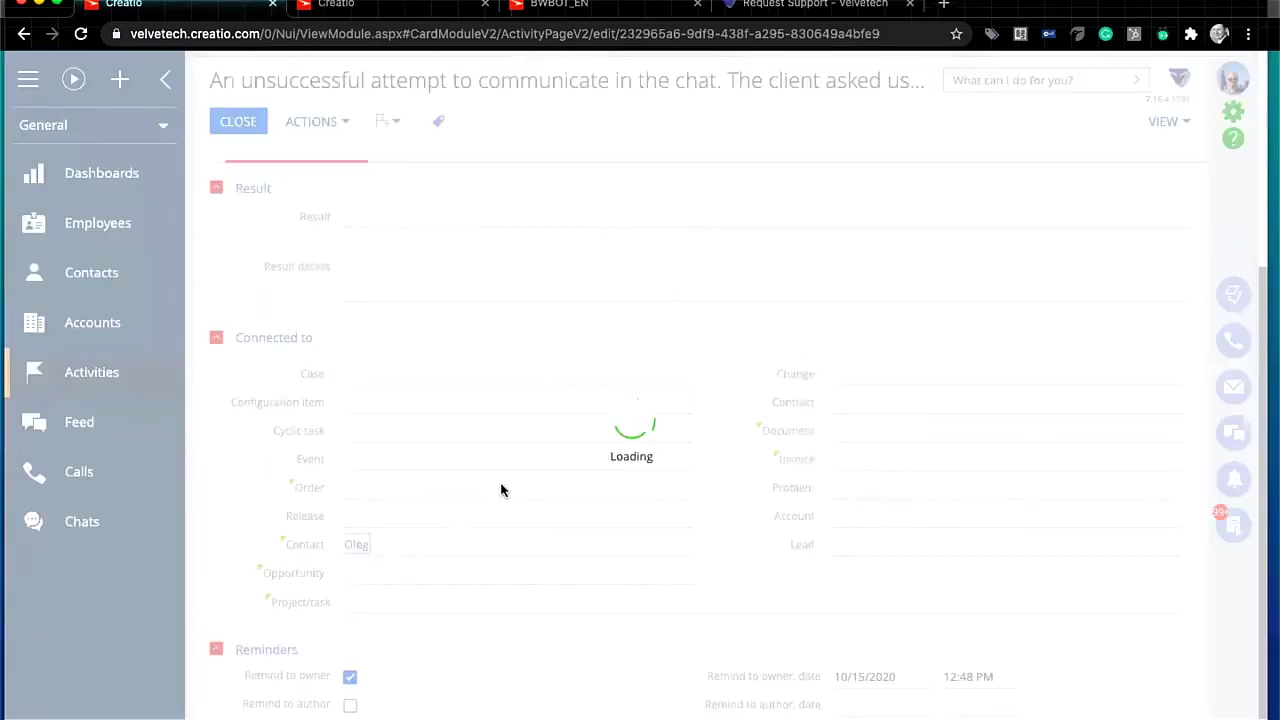 Creatio
Creatio
BWBOT_EN
Request Support - Velvetech
velvetech.creatio.com/0/Nui/ViewModule.aspx#CardModuleV2/ActivityPageV2/edit/232965a6-9df9-438f-a295-830649a4bfe9
An unsuccessful attempt to communicate in the chat. The client asked us...
What can I do for you?
CLOSE
ACTIONS
VIEW
General
Dashboards
Employees
Contacts
Accounts
Activities
Feed
Calls
Chats
Result
Result
Result details
Connected to
Case
Change
Configuration item
Contract
Cyclic task
Document
Event
Invoice
Order
Problem
Release
Account
Contact
Oleg
Lead
Opportunity
Project/task
Loading
99+
Reminders
Remind to owner
Remind to owner, date
10/15/2020
12:48 PM
Remind to author
Remind to author, date